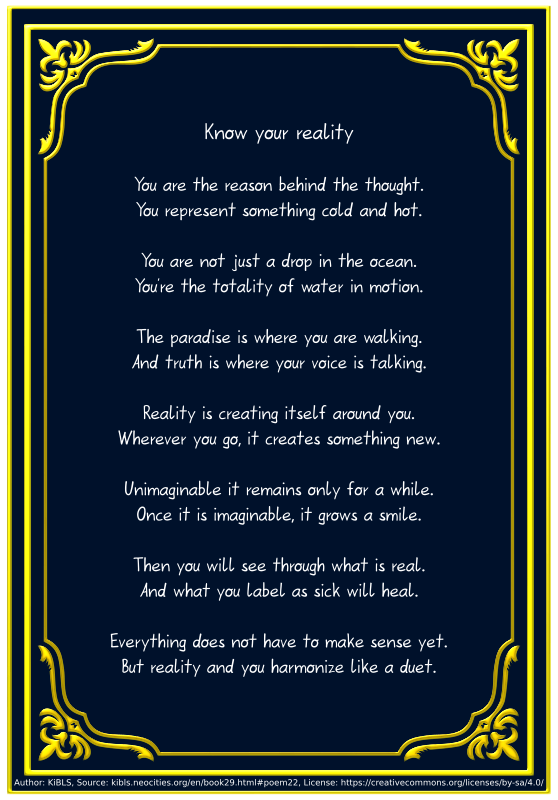 Know your reality
You are the reason behind the thought.
You represent something cold and hot.
You are not just a drop in the ocean.
You're the totality of water in motion.
The paradise is where you are walking.
And truth is where your voice is talking.
Reality is creating itself around you.
Wherever you go, it creates something new.
Unimaginable it remains only for a while.
Once it is imaginable, it grows a smile.
Then you will see through what is real.
And what you label as sick will heal.
Everything does not have to make sense yet.
But reality and you harmonize like a duet.
Author: KiBLS, Source: kibls.neocities.org/en/book29.html#poem22, License: https://creativecommons.org/licenses/by-sa/4.0/